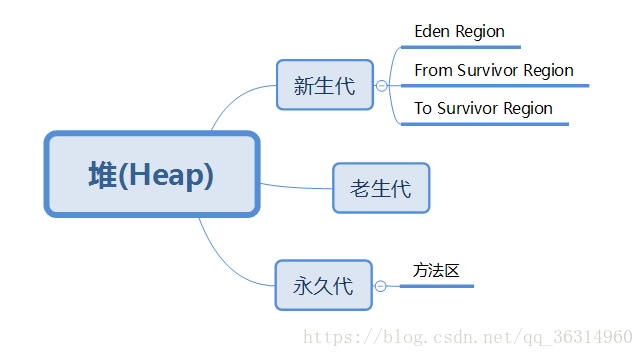 Eden Region
新生代
From Survivor Region
To Survivor Region
堆(Heap)
老生代
永久代
方法区
https://blog.csdn.net/qq_36314960